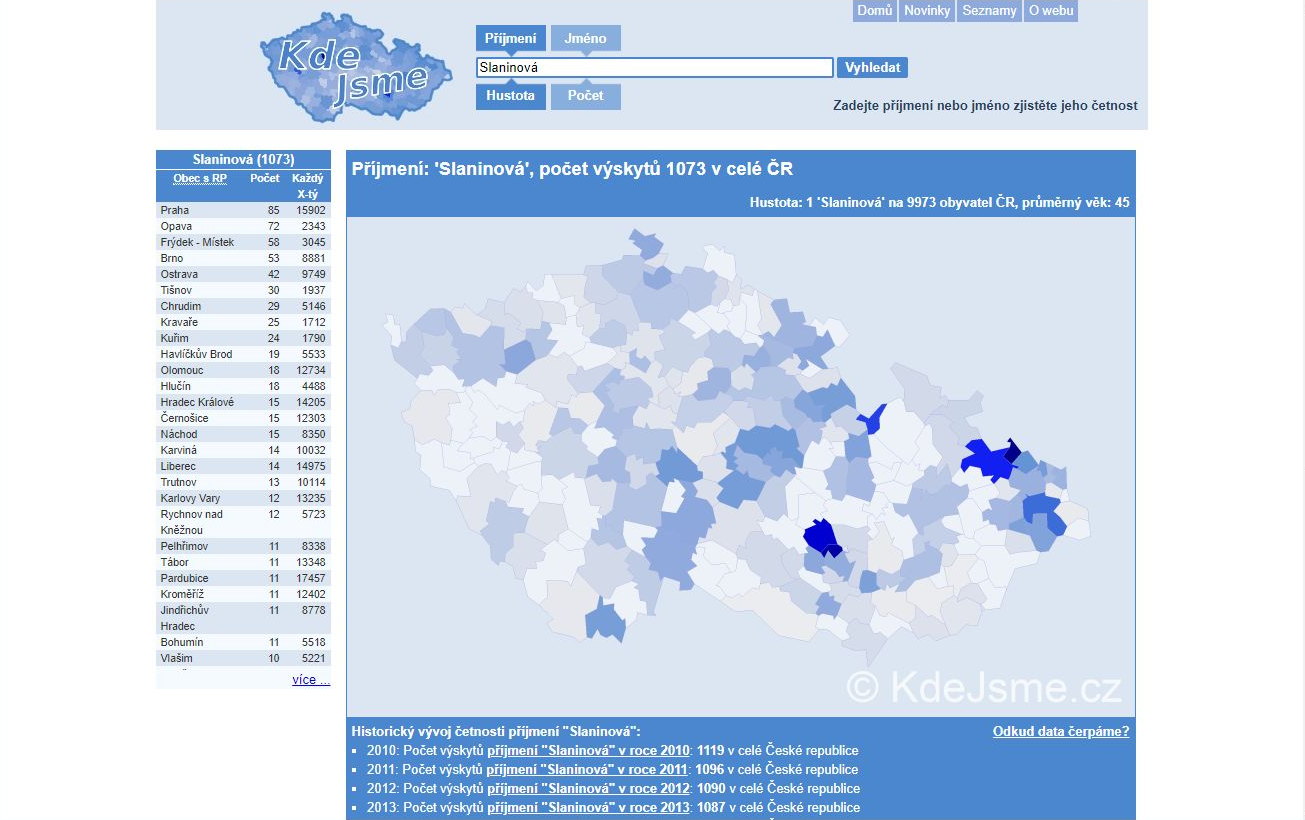 Domů Novinky Seznamy O webu
Kde
Jsme
Příjmení Jméno
Slaninová Vyhledat
Hustota Počet
Zadejte příjmení nebo jméno zjistěte jeho četnost
Slaninová (1073)
Obec s RP Počet Každý
X-tý
Praha 85 15902
Opava 72 2343
Frýdek - Místek 58 3045
Brno 53 8881
Ostrava 42 9749
Tišnov 30 1937
Chrudim 29 5146
Kravaře 25 1712
Kuřim 24 1790
Havlíčkův Brod 19 5533
Olomouc 18 12734
Hlučín 18 4488
Hradec Králové 15 14205
Černošice 15 12303
Náchod 15 8350
Karviná 14 10032
Liberec 14 14975
Trutnov 13 10114
Karlovy Vary 12 13235
Rychnov nad 12 5723
Kněžnou
Pelhřimov 11 8338
Tábor 11 13348
Pardubice 11 17457
Kroměříž 11 12402
Jindřichův 11 8778
Hradec
Bohumín 11 5518
Vlašim 10 5221
více ...
Příjmení: 'Slaninová', počet výskytů 1073 v celé ČR
Hustota: 1 'Slaninová' na 9973 obyvatel ČR, průměrný věk: 45
© KdeJsme.cz
Historický vývoj četnosti příjmení "Slaninová": Odkud data čerpáme?
2010: Počet výskytů příjmení "Slaninová" v roce 2010: 1119 v celé České republice
2011: Počet výskytů příjmení "Slaninová" v roce 2011: 1096 v celé České republice
2012: Počet výskytů příjmení "Slaninová" v roce 2012: 1090 v celé České republice
2013: Počet výskytů příjmení "Slaninová" v roce 2013: 1087 v celé České republice